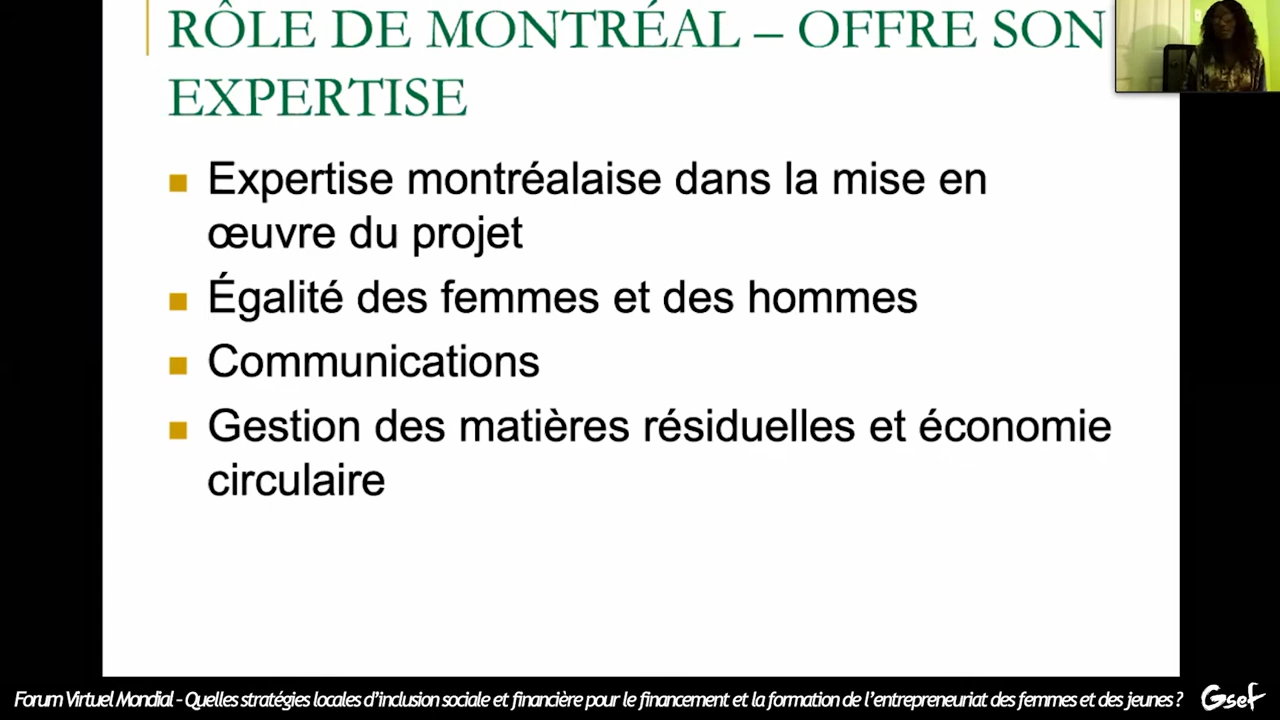 RÔLE DE MONTRÉAL – OFFRE SON
EXPERTISE
Expertise montréalaise dans la mise en
œuvre du projet
Égalité des femmes et des hommes
Communications
Gestion des matières résiduelles et économie
circulaire
Forum Virtuel Mondial - Quelles stratégies locales d'inclusion sociale et financière pour le financement et la formation de l'entrepreneuriat des femmes et des jeunes ?
Gsef